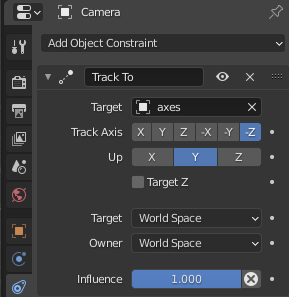 Camera
Add Object Constraint
Track To
Target axes
Track Axis X Y Z -X -Y -Z
Up X Y Z
Target Z
Target World Space
Owner World Space
Influence 1.000